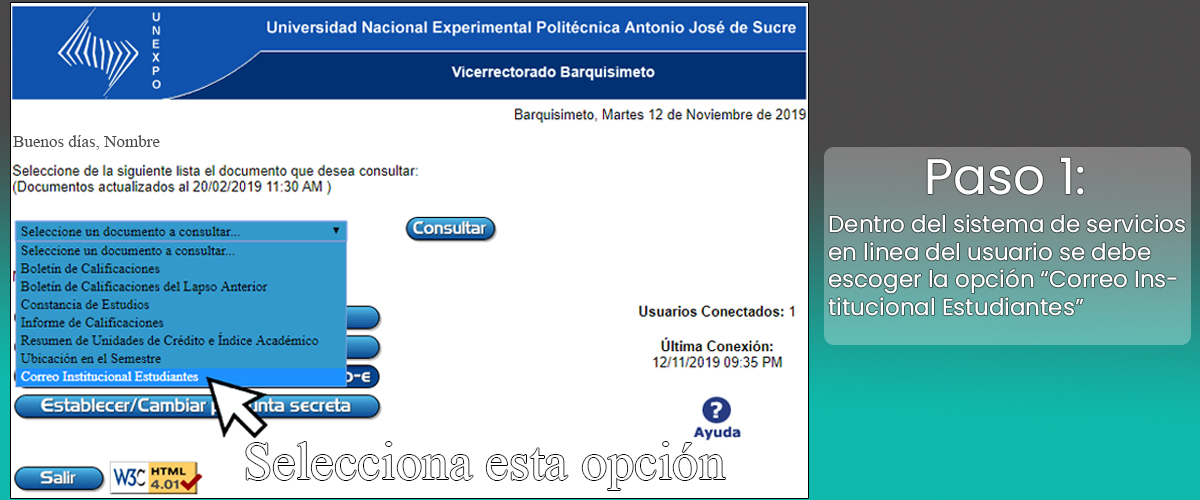 UNEXPO
Universidad Nacional Experimental Politécnica Antonio José de Sucre
Vicerrectorado Barquisimeto
Barquisimeto, Martes 12 de Noviembre de 2019
Buenos días, Nombre
Seleccione de la siguiente lista el documento que desea consultar:
(Documentos actualizados al 20/02/2019 11:30 AM )
Seleccione un documento a consultar...
Consultar
Seleccione un documento a consultar...
Boletín de Calificaciones
Boletín de Calificaciones del Lapso Anterior
Constancia de Estudios
Informe de Calificaciones
Resumen de Unidades de Crédito e Índice Académico
Ubicación en el Semestre
Correo Institucional Estudiantes
o-e
Establecer/Cambiar
nta secreta
Usuarios Conectados: 1
Última Conexión:
12/11/2019 09:35 PM
?
Ayuda
Selecciona esta opción
Salir
W3C HTML
4.01
Paso 1:
Dentro del sistema de servicios
en linea del usuario se debe
escoger la opción “Correo Ins-
titucional Estudiantes”